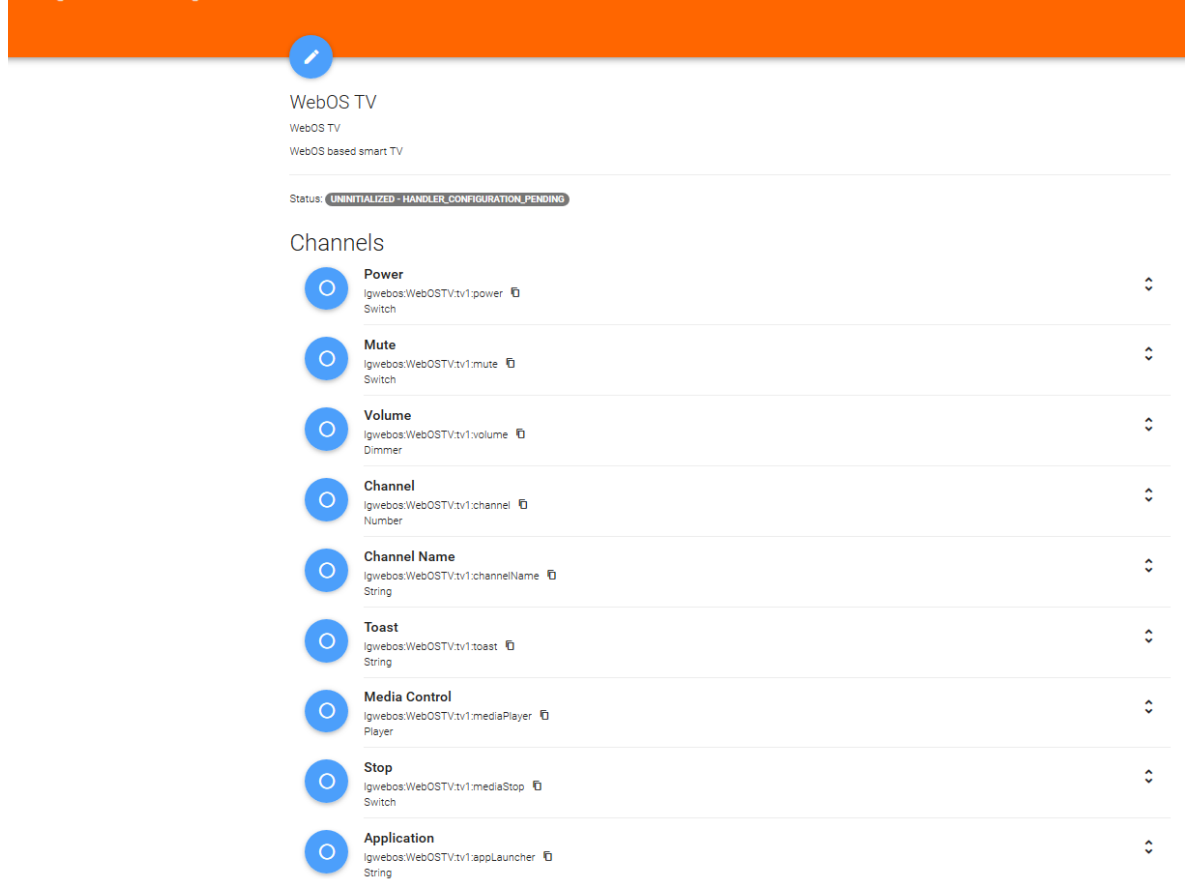 WebOS TV
WebOS TV
WebOS based smart TV
Status: UNINITIALIZED - HANDLER_CONFIGURATION_PENDING
Channels
Power
lgwebos:WebOSTV:tv1:power
Switch
Mute
lgwebos:WebOSTV:tv1:mute
Switch
Volume
lgwebos:WebOSTV:tv1:volume
Dimmer
Channel
lgwebos:WebOSTV:tv1:channel
Number
Channel Name
lgwebos:WebOSTV:tv1:channelName
String
Toast
lgwebos:WebOSTV:tv1:toast
String
Media Control
lgwebos:WebOSTV:tv1:mediaPlayer
Player
Stop
lgwebos:WebOSTV:tv1:mediaStop
Switch
Application
lgwebos:WebOSTV:tv1:appLauncher
String